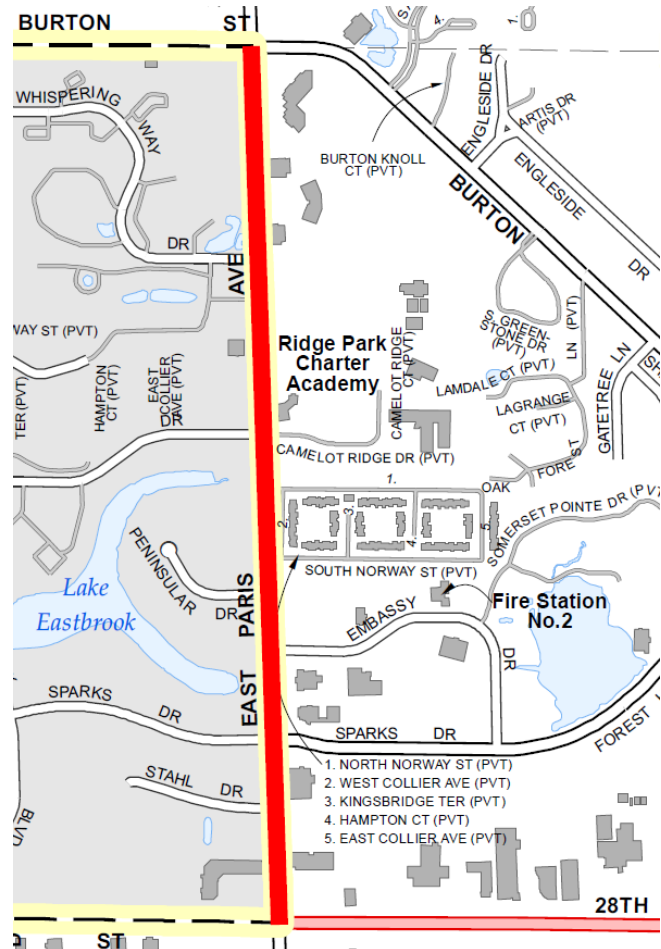 BURTON ST
WHISPERING
WAY
DR
AVE
WAY ST (PVT)
TER (PVT)
HAMPTON
CT (PVT)
EAST
COLLIER
AVE (PVT)
DR
PENINSULAR
DR
Lake
Eastbrook
EAST PARIS
SPARKS
DR
STAHL DR
BLVD
ST
4.
1.
BURTON KNOLL
CT (PVT)
ENGLESIDE DR
ARTIS DR
(PVT)
ENGLESIDE
DR
BURTON
S. GREEN-
STONE DR
(PVT)
LN (PVT)
GATETREE LN
Ridge Park
Charter
Academy
CAMELOT RIDGE
CT (PVT)
LAMDALE CT (PVT)
LAGRANGE
CT (PVT)
CAMELOT RIDGE DR (PVT)
OAK
FOREST
1.
2.
3.
4.
5.
SOMERSET POINTE DR (PVT
SOUTH NORWAY ST (PVT)
EMBASSY
DR
Fire Station
No.2
SPARKS DR
FOREST
1. NORTH NORWAY ST (PVT)
2. WEST COLLIER AVE (PVT)
3. KINGSBRIDGE TER (PVT)
4. HAMPTON CT (PVT)
5. EAST COLLIER AVE (PVT)
28TH